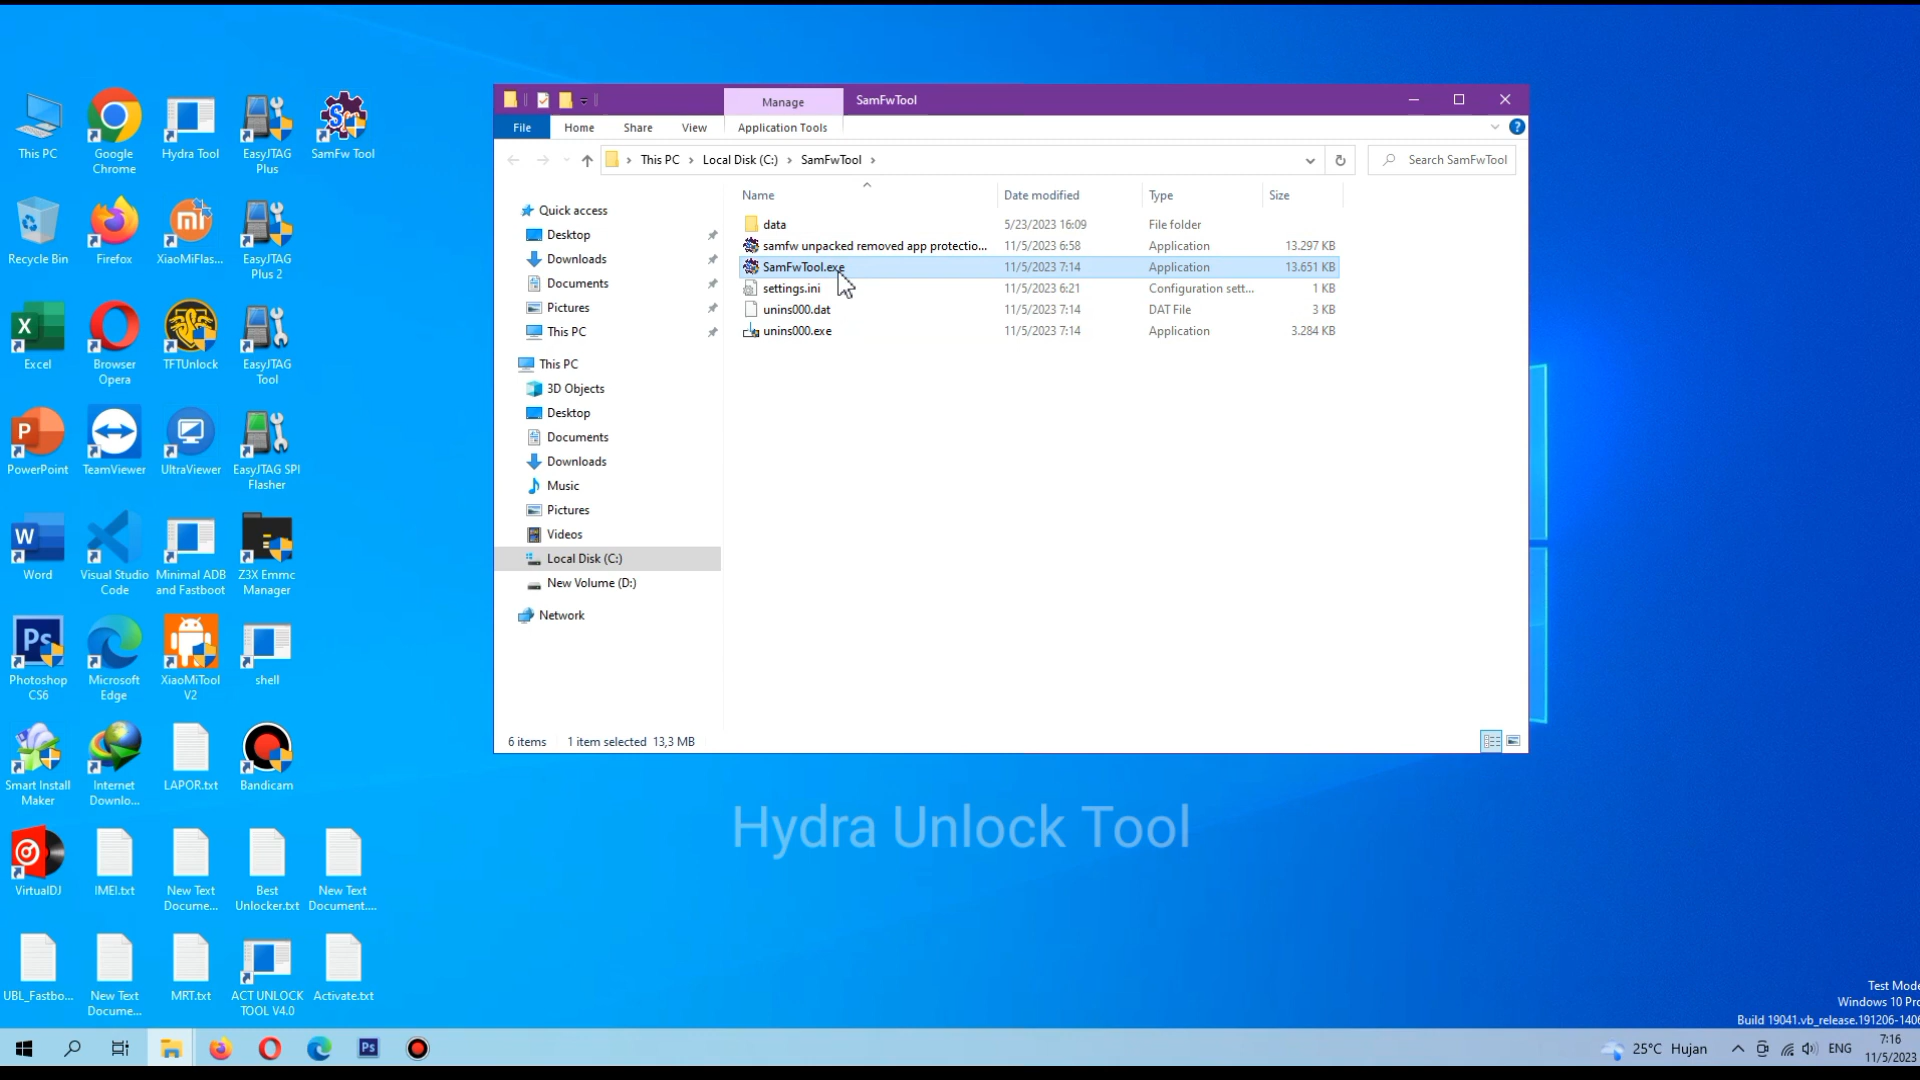 This PC
Google
Chrome
Hydra Tool
EasyJTAG
Plus
SamFw Tool
Recycle Bin
Firefox
XiaoMiFlas...
EasyJTAG
Plus 2
Excel
Browser
Opera
TFTUnlock
EasyJTAG
Tool
PowerPoint
TeamViewer
UltraViewer
EasyJTAG SPI
Flasher
Word
Visual Studio
Code
Minimal ADB
and Fastboot
Z3X Emmc
Manager
Photoshop
CS6
Microsoft
Edge
XiaoMiTool
V2
shell
Smart Install
Maker
Internet
Downlo...
LAPOR.txt
Bandicam
VirtualDJ
IMEI.txt
New Text
Docume...
Best
Unlocker.txt
New Text
Document....
UBL_Fastbo...
New Text
Docume...
MRT.txt
ACT UNLOCK
TOOL V4.0
Activate.txt
Manage
SamFwTool
File
Home
Share
View
Application Tools
This PC
Local Disk (C:)
SamFwTool
Search SamFwTool
Name
Date modified
Type
Size
data 5/23/2023 16:09 File folder
samfw unpacked removed app protectio... 11/5/2023 6:58 Application 13.297 KB
SamFwTool.exe 11/5/2023 7:14 Application 13.651 KB
settings.ini 11/5/2023 6:21 Configuration sett... 1 KB
unins000.dat 11/5/2023 7:14 DAT File 3 KB
unins000.exe 11/5/2023 7:14 Application 3.284 KB
Quick access
Desktop
Downloads
Documents
Pictures
This PC
This PC
3D Objects
Desktop
Documents
Downloads
Music
Pictures
Videos
Local Disk (C:)
New Volume (D:)
Network
6 items
1 item selected 13,3 MB
Hydra Unlock Tool
Test Mode
Windows 10 Pro
Build 19041.vb_release.191206-1406
25°C Hujan
ENG
7:16
11/5/2023